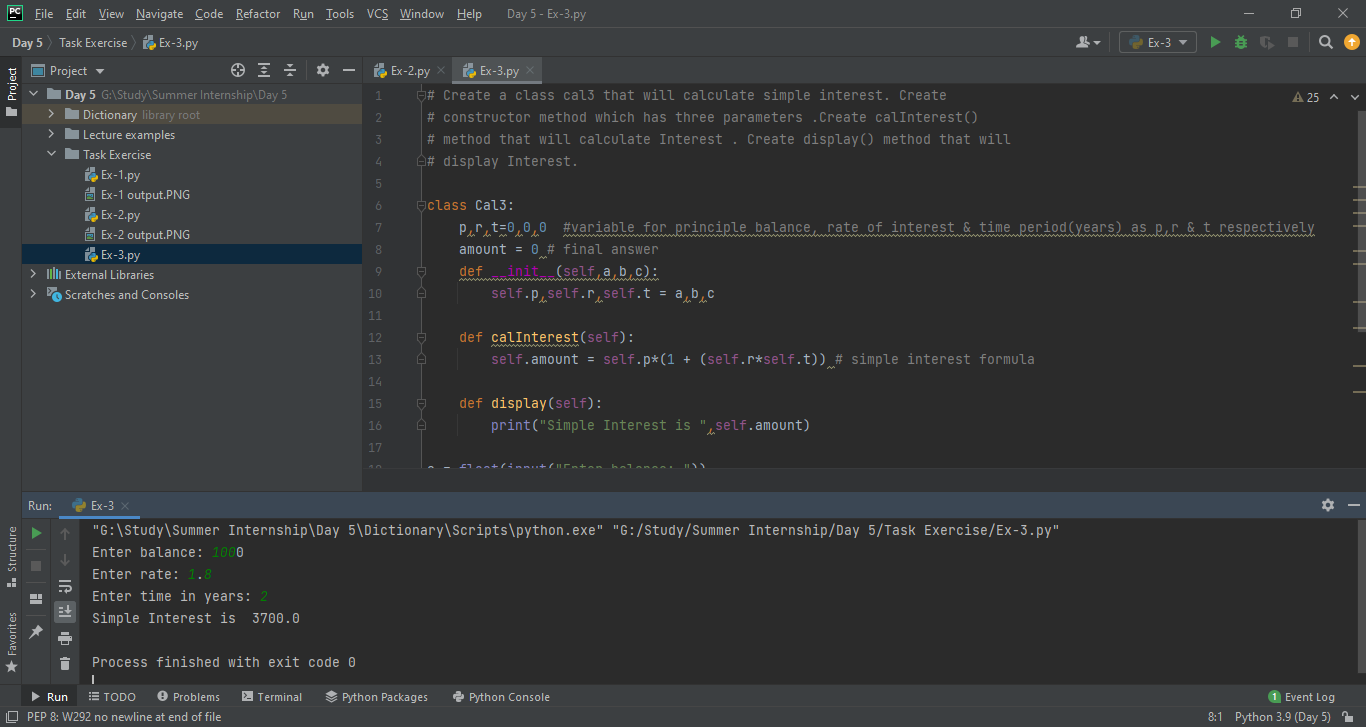 PC File Edit View Navigate Code Refactor Run Tools VCS Window Help Day 5 - Ex-3.py
Day 5 Task Exercise Ex-3.py Ex-3
Project Ex-2.py Ex-3.py
Project
Day 5 G:\Study\Summer Internship\Day 5
Dictionary library root
Lecture examples
Task Exercise
Ex-1.py
Ex-1 output.PNG
Ex-2.py
Ex-2 output.PNG
Ex-3.py
External Libraries
Scratches and Consoles
25
1 # Create a class cal3 that will calculate simple interest. Create
2 # constructor method which has three parameters .Create calInterest()
3 # method that will calculate Interest . Create display() method that will
4 # display Interest.
5
6 class Cal3:
7 p,r,t=0,0,0 #variable for principle balance, rate of interest & time period(years) as p,r & t respectively
8 amount = 0 # final answer
9 def __init__(self,a,b,c):
10 self.p,self.r,self.t = a,b,c
11
12 def calInterest(self):
13 self.amount = self.p*(1 + (self.r*self.t)) # simple interest formula
14
15 def display(self):
16 print("Simple Interest is ",self.amount)
17
= float(input("Enter balance: "))
Run: Ex-3
"G:\Study\Summer Internship\Day 5\Dictionary\Scripts\python.exe" "G:/Study/Summer Internship/Day 5/Task Exercise/Ex-3.py"
Enter balance: 1000
Enter rate: 1.8
Enter time in years: 2
Simple Interest is  3700.0
Process finished with exit code 0
Structure
Favorites
Run TODO Problems Terminal Python Packages Python Console 1 Event Log
PEP 8: W292 no newline at end of file 8:1 Python 3.9 (Day 5)